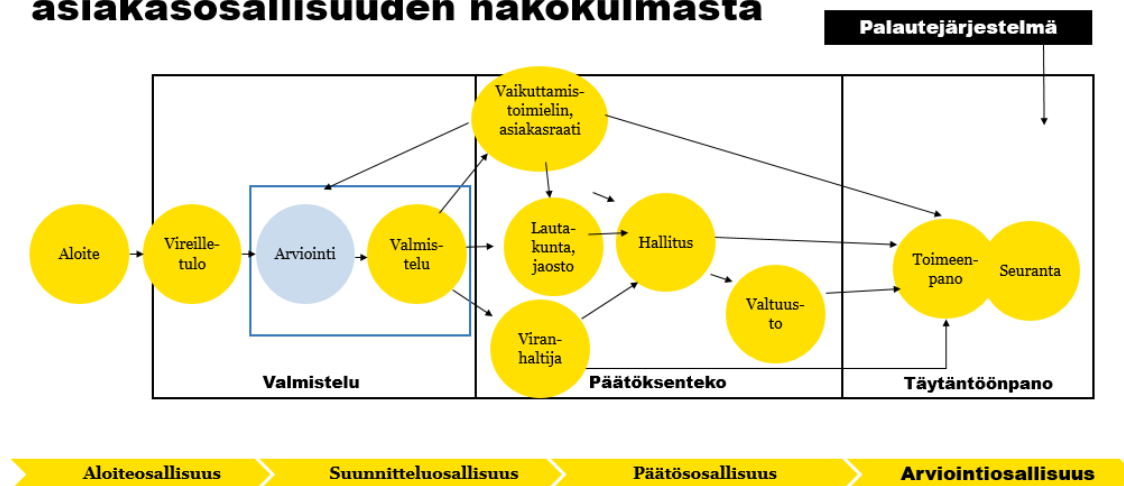 asiakasosallisuuden näkökulmasta
Palautejärjestelmä
Vaikuttamis-
toimielin,
asiakasraati
Aloite
Vireille-
tulo
Arviointi
Valmis-
telu
Lauta-
kunta,
jaosto
Hallitus
Viran-
haltija
Valtuus-
to
Toimeen-
pano
Seuranta
Valmistelu
Päätöksenteko
Täytäntöönpano
Aloiteosallisuus
Suunnitteluosallisuus
Päätösosallisuus
Arviointiosallisuus